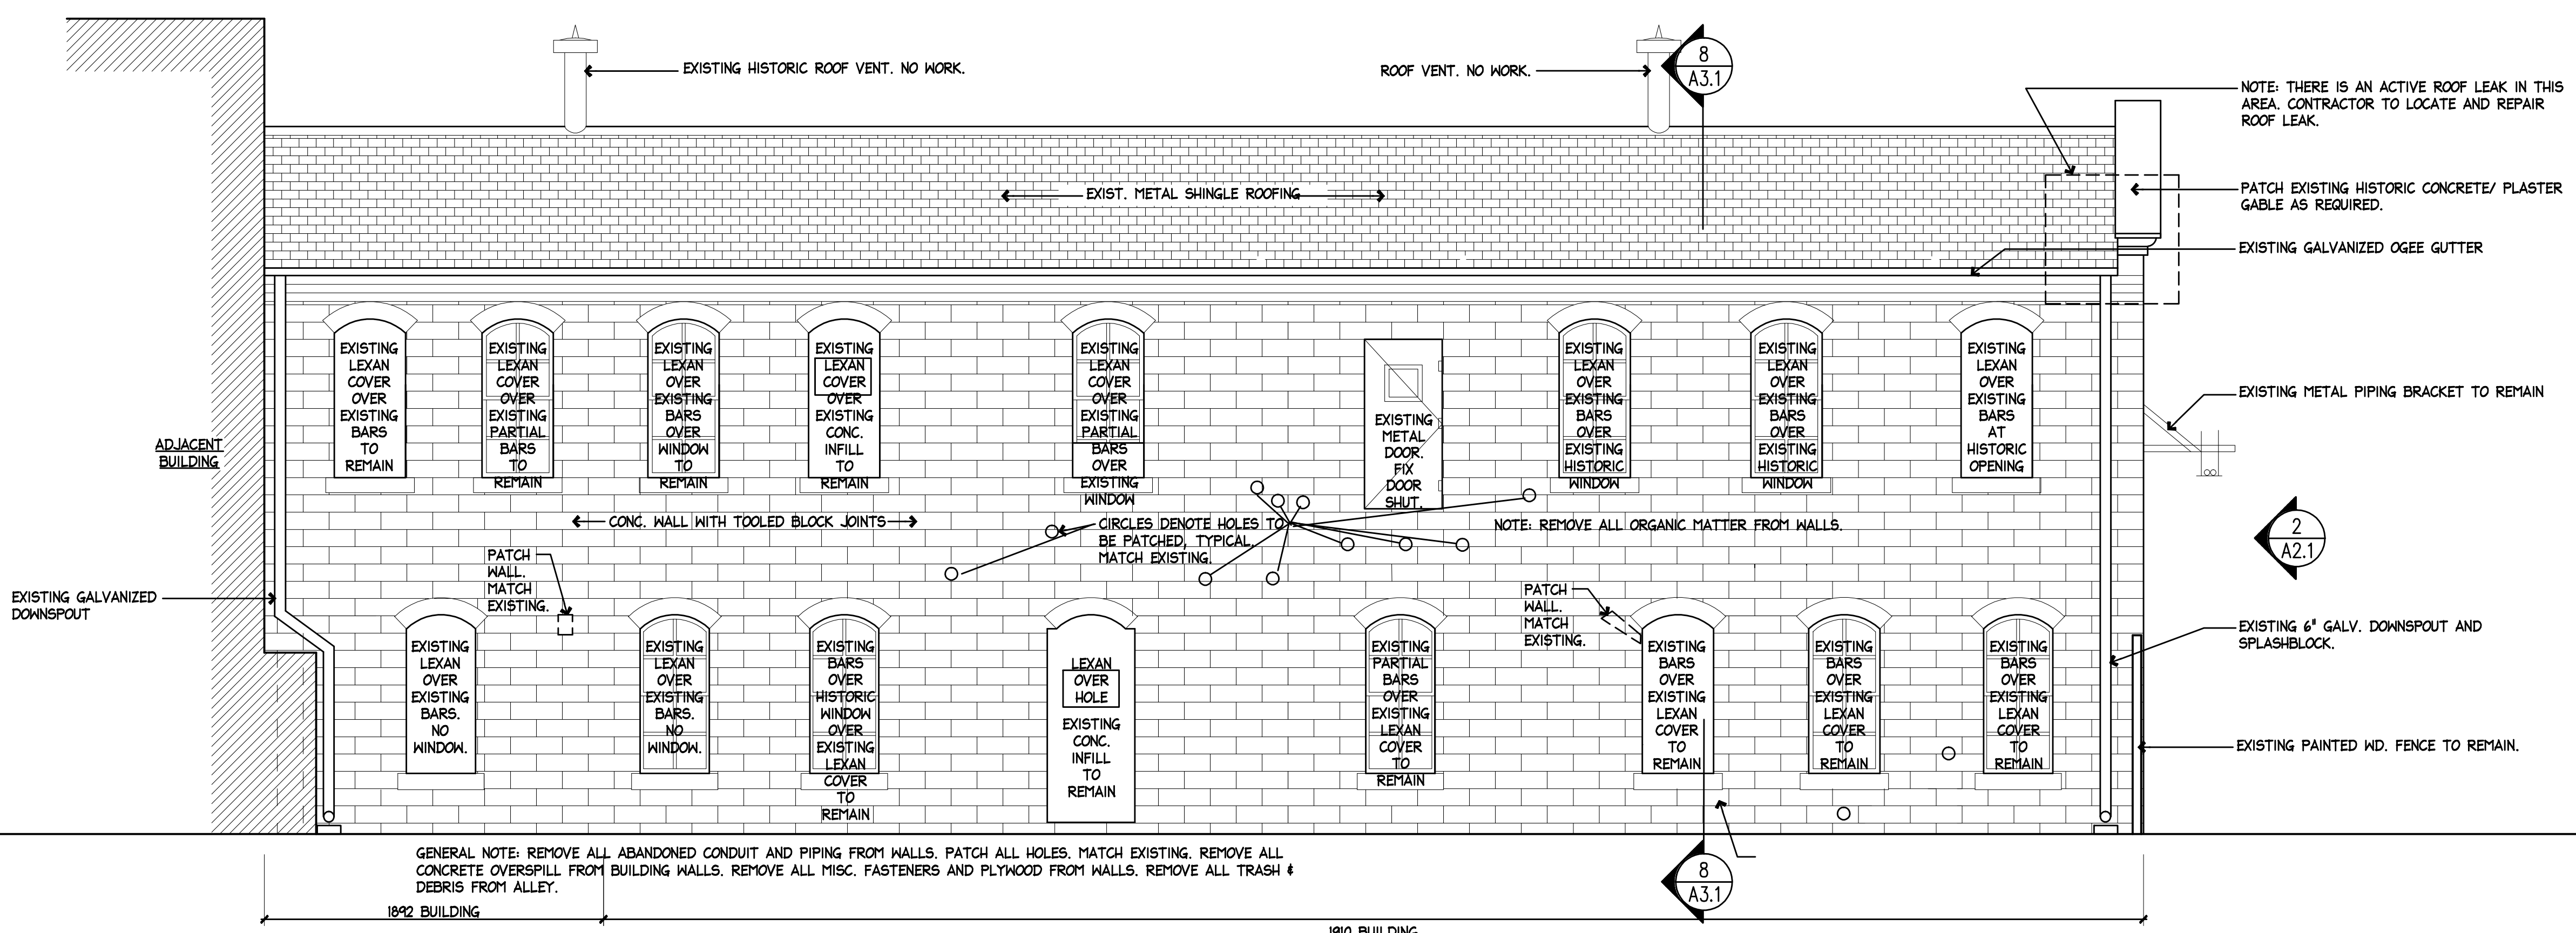 EXISTING HISTORIC ROOF VENT. NO WORK.
ROOF VENT. NO WORK.
8
A3.1
NOTE: THERE IS AN ACTIVE ROOF LEAK IN THIS
AREA. CONTRACTOR TO LOCATE AND REPAIR
ROOF LEAK.
EXIST. METAL SHINGLE ROOFING
PATCH EXISTING HISTORIC CONCRETE/ PLASTER
GABLE AS REQUIRED.
EXISTING GALVANIZED OGEE GUTTER
EXISTING
LEXAN
COVER
OVER
EXISTING
BARS
TO
REMAIN
EXISTING
LEXAN
COVER
OVER
EXISTING
PARTIAL
BARS
TO
REMAIN
EXISTING
LEXAN
OVER
EXISTING
BARS
OVER
WINDOW
TO
REMAIN
EXISTING
LEXAN
COVER
OVER
EXISTING
CONC.
INFILL
TO
REMAIN
EXISTING
LEXAN
COVER
OVER
EXISTING
PARTIAL
BARS
OVER
EXISTING
WINDOW
EXISTING
METAL
DOOR.
FIX
DOOR
SHUT.
EXISTING
LEXAN
OVER
EXISTING
BARS
OVER
EXISTING
HISTORIC
WINDOW
EXISTING
LEXAN
OVER
EXISTING
BARS
OVER
EXISTING
HISTORIC
WINDOW
EXISTING
LEXAN
OVER
EXISTING
BARS
AT
HISTORIC
OPENING
EXISTING METAL PIPING BRACKET TO REMAIN
ADJACENT
BUILDING
CONC. WALL WITH TOOLED BLOCK JOINTS
CIRCLES DENOTE HOLES TO
BE PATCHED, TYPICAL.
MATCH EXISTING.
NOTE: REMOVE ALL ORGANIC MATTER FROM WALLS.
2
A2.1
PATCH
WALL.
MATCH
EXISTING.
PATCH
WALL.
MATCH
EXISTING.
EXISTING GALVANIZED
DOWNSPOUT
EXISTING 6" GALV. DOWNSPOUT AND
SPLASHBLOCK.
EXISTING
LEXAN
OVER
EXISTING
BARS.
NO
WINDOW.
EXISTING
LEXAN
OVER
EXISTING
BARS.
NO
WINDOW.
EXISTING
BARS
OVER
HISTORIC
WINDOW
OVER
EXISTING
LEXAN
COVER
TO
REMAIN
LEXAN
OVER
HOLE
EXISTING
CONC.
INFILL
TO
REMAIN
EXISTING
PARTIAL
BARS
OVER
EXISTING
LEXAN
COVER
TO
REMAIN
EXISTING
BARS
OVER
EXISTING
LEXAN
COVER
TO
REMAIN
EXISTING
BARS
OVER
EXISTING
LEXAN
COVER
TO
REMAIN
EXISTING
BARS
OVER
EXISTING
LEXAN
COVER
TO
REMAIN
EXISTING PAINTED WD. FENCE TO REMAIN.
GENERAL NOTE: REMOVE ALL ABANDONED CONDUIT AND PIPING FROM WALLS. PATCH ALL HOLES. MATCH EXISTING. REMOVE ALL
CONCRETE OVERSPILL FROM BUILDING WALLS. REMOVE ALL MISC. FASTENERS AND PLYWOOD FROM WALLS. REMOVE ALL TRASH &
DEBRIS FROM ALLEY.
8
A3.1
1892 BUILDING
1910 BUILDING